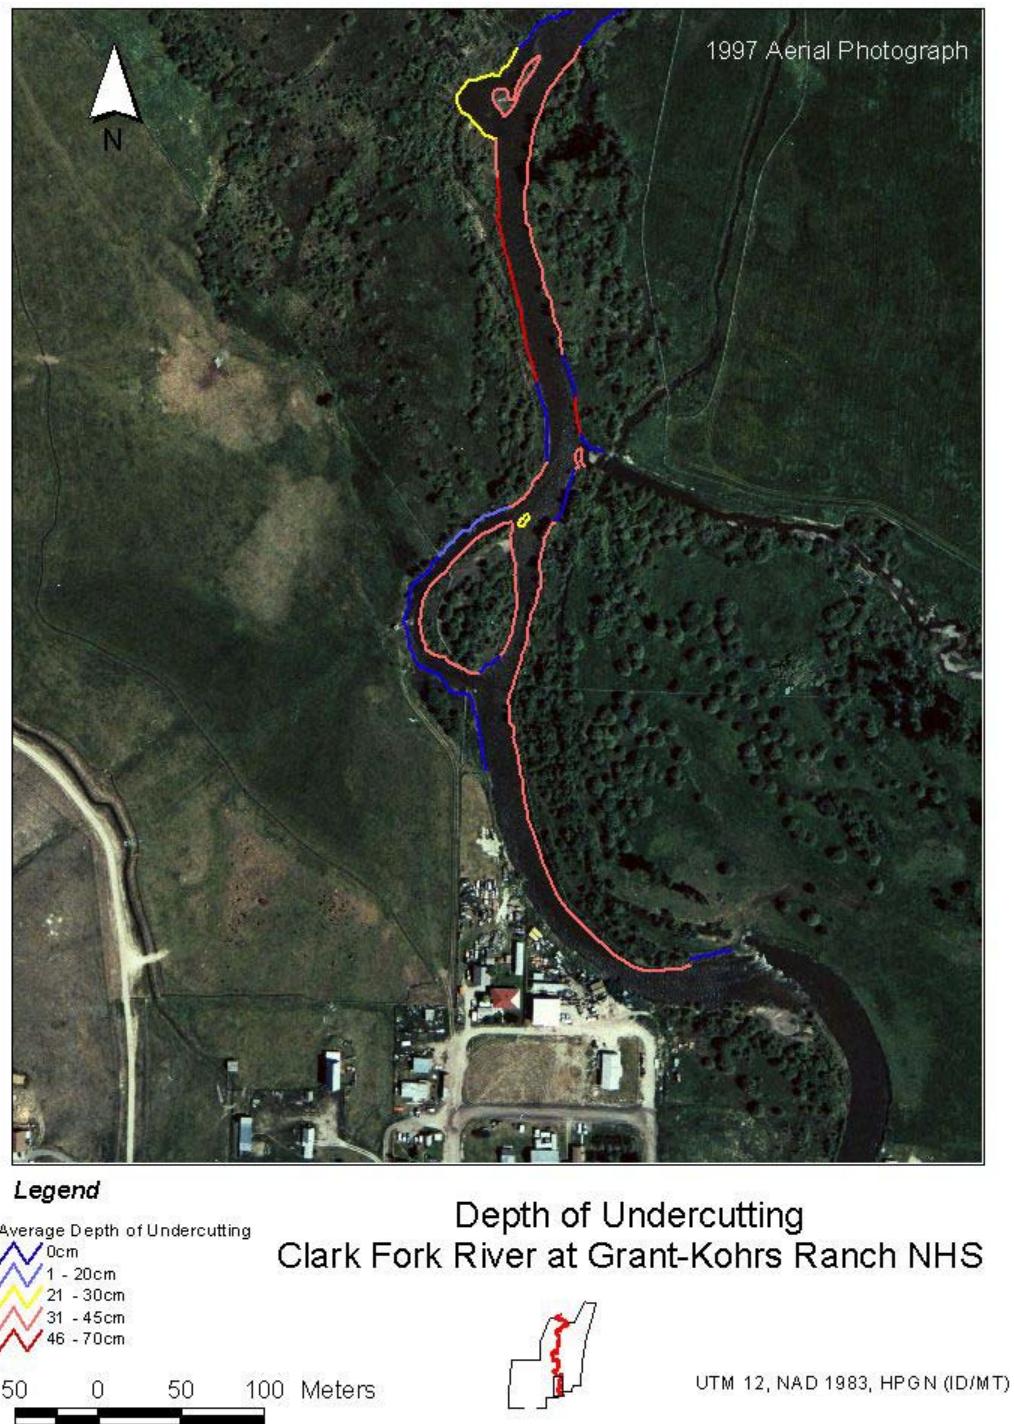 1997 Aerial Photograph
N
Legend
Average Depth of Undercutting
0cm
1 - 20cm
21 - 30cm
31 - 45cm
46 - 70cm
Depth of Undercutting
Clark Fork River at Grant-Kohrs Ranch NHS
50 0 50 100 Meters
UTM 12, NAD 1983, HPGN (ID/MT)